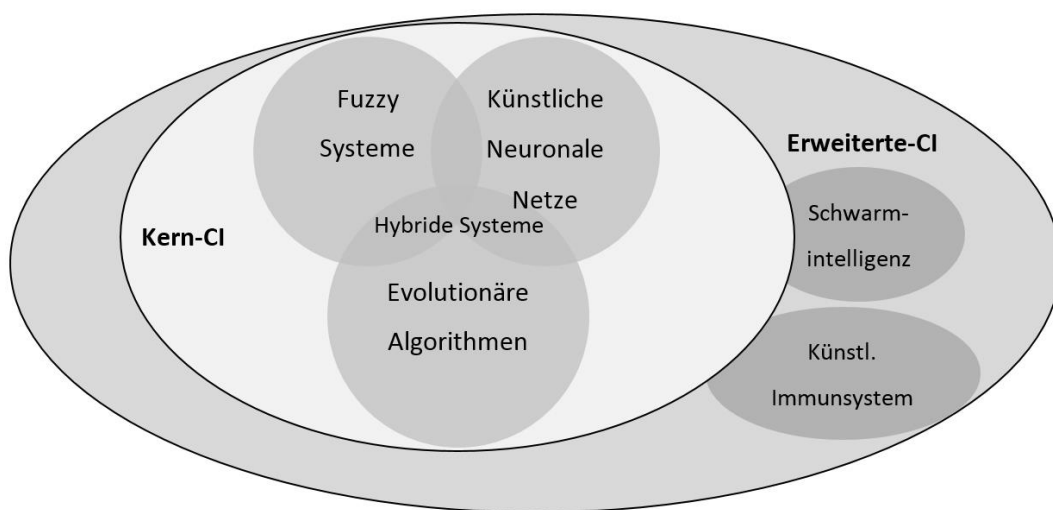 Fuzzy
Systeme
Künstliche
Neuronale
Netze
Hybride Systeme
Kern-CI
Evolutionäre
Algorithmen
Erweiterte-CI
Schwarm-
intelligenz
Künstl.
Immunsystem